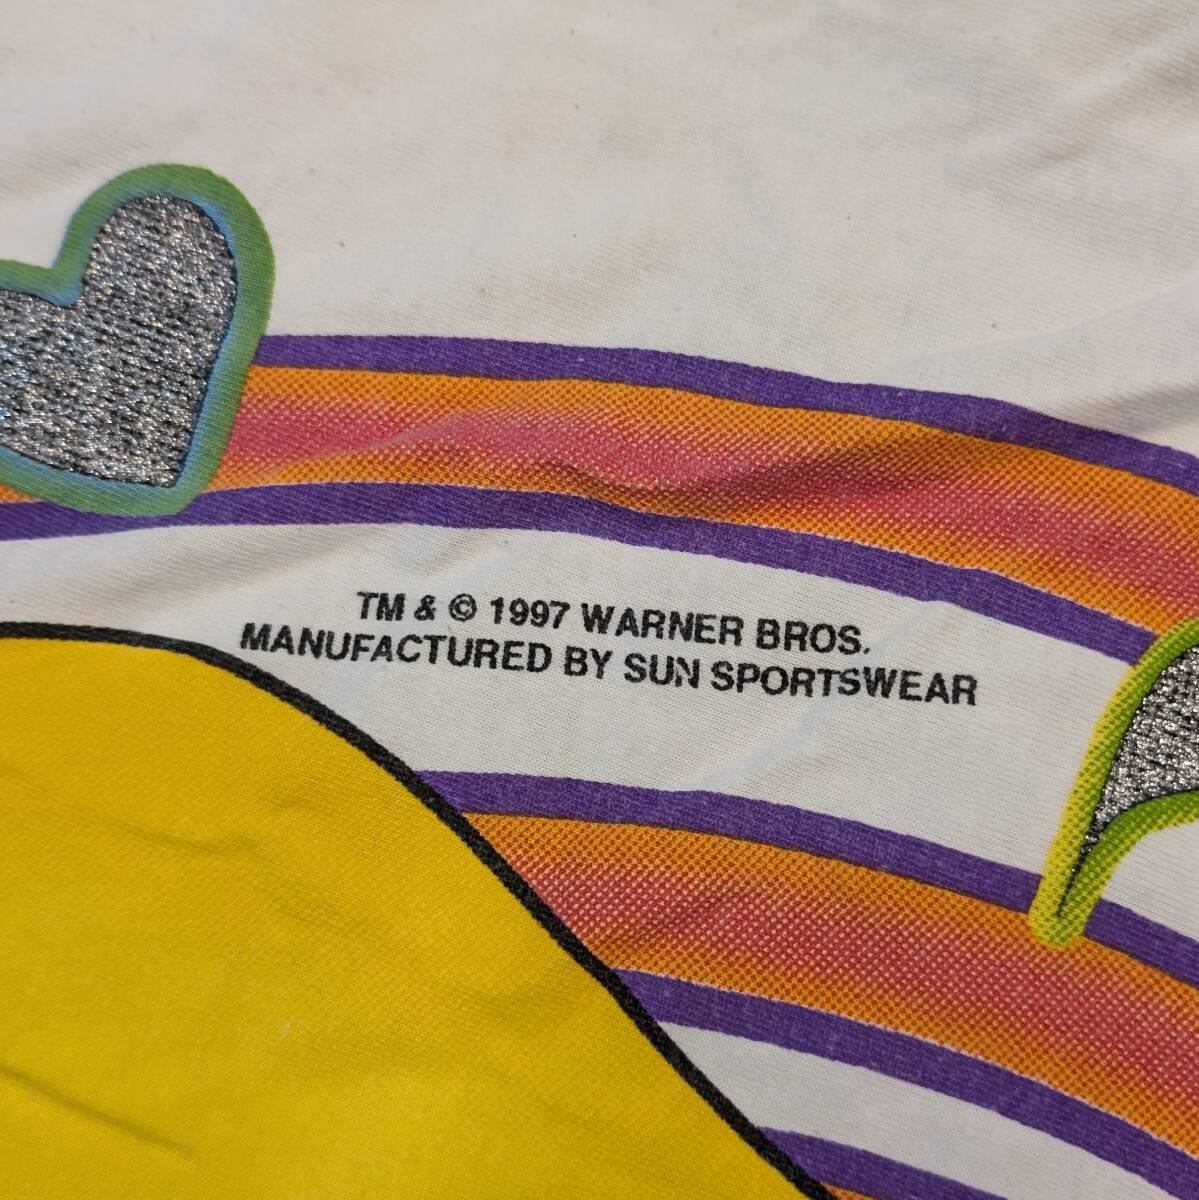 TM & © 1997 WARNER BROS.
MANUFACTURED BY SUN SPORTSWEAR